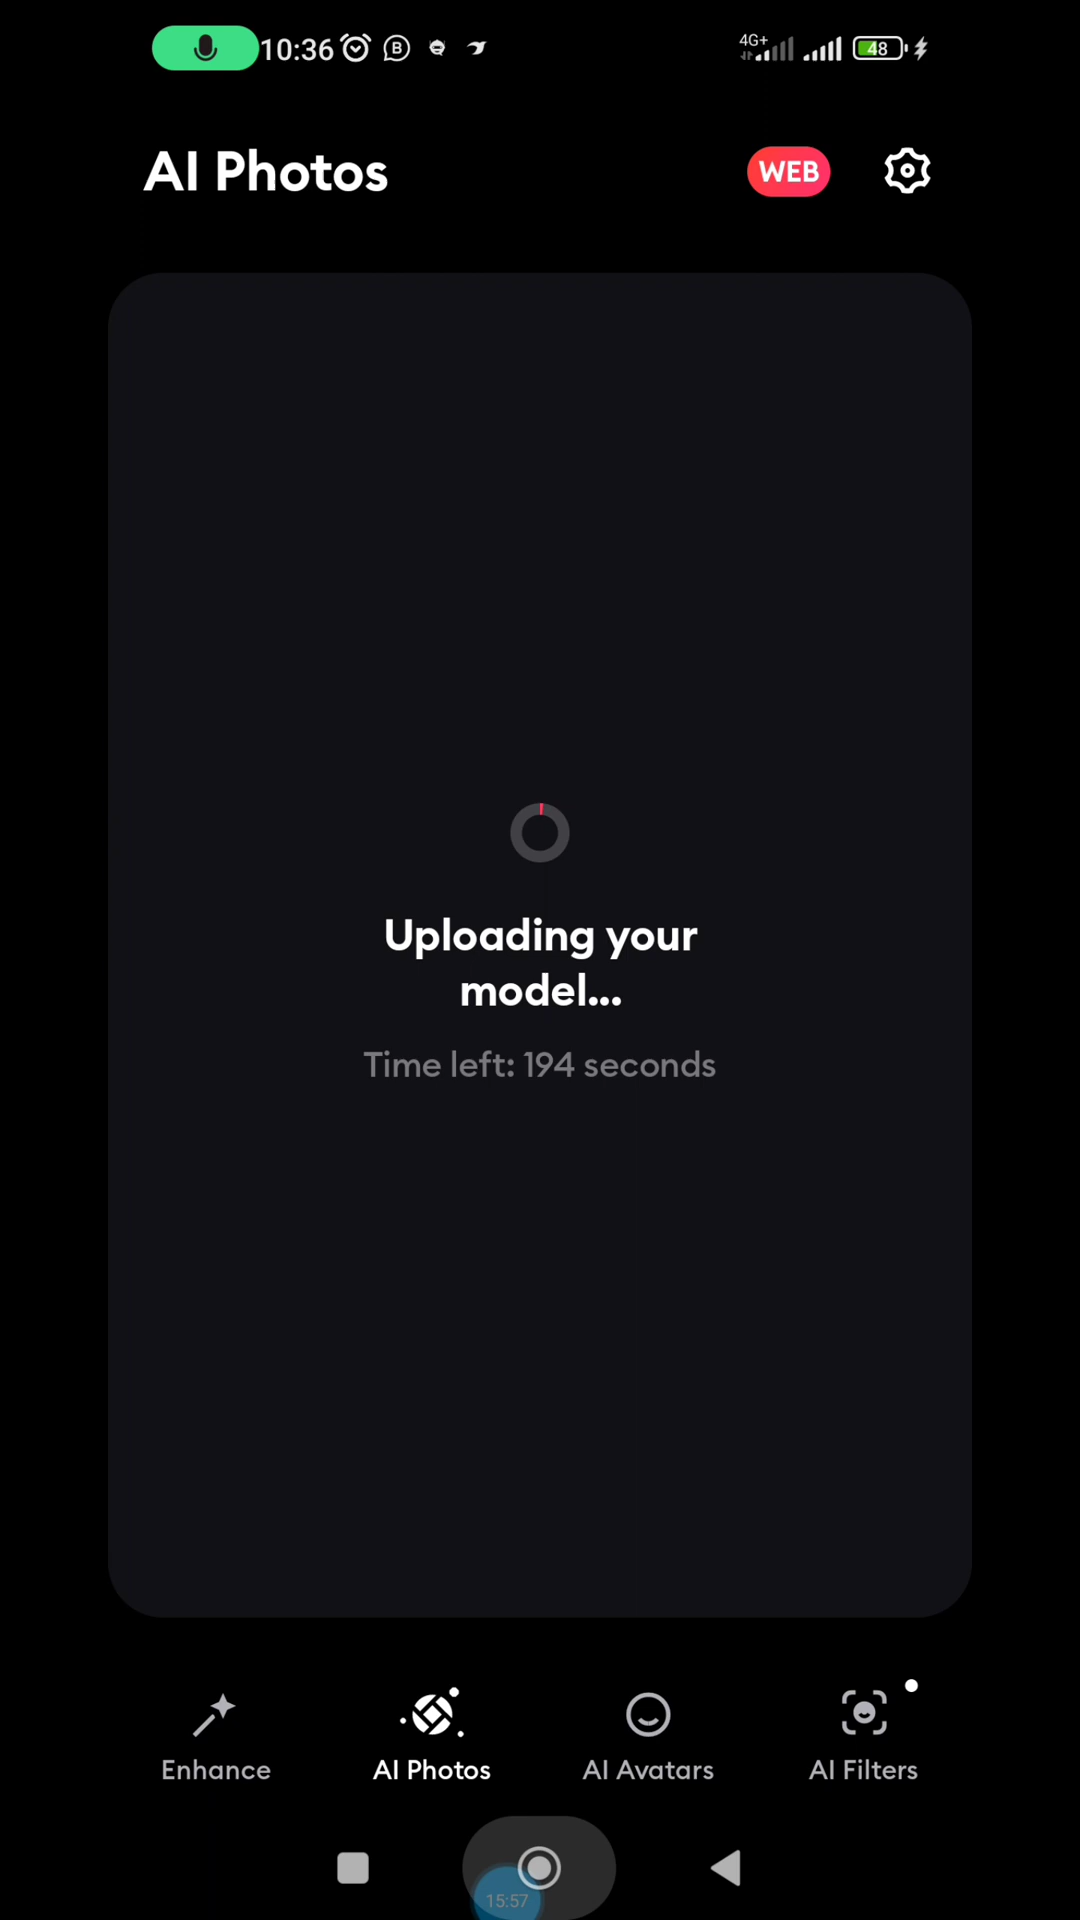 10:36 B 4G+ 48
AI Photos WEB
Uploading your
model...
Time left: 194 seconds
Enhance AI Photos AI Avatars AI Filters
15:57